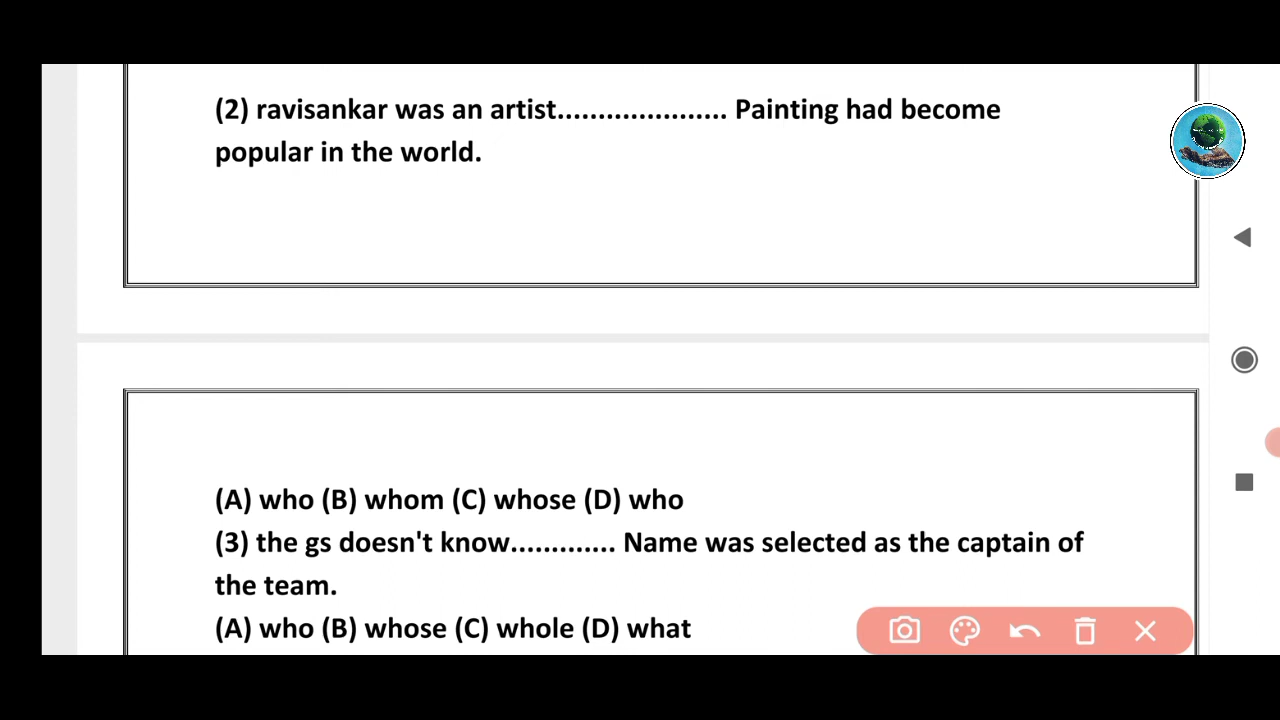 (2) ravisankar was an artist..................... Painting had become
popular in the world.
(A) who (B) whom (C) whose (D) who
(3) the gs doesn't know............. Name was selected as the captain of
the team.
(A) who (B) whose (C) whole (D) what